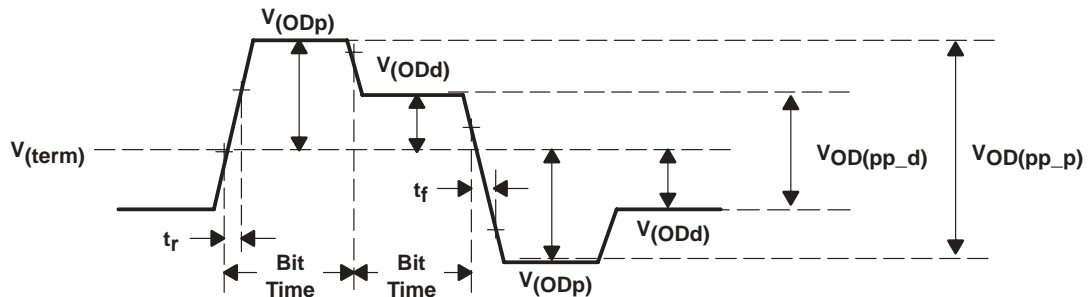 V(ODp)
V(ODd)
V(term)
VOD(pp_d)
VOD(pp_p)
tf
tr
V(ODd)
Bit
Time
Bit
Time
V(ODp)